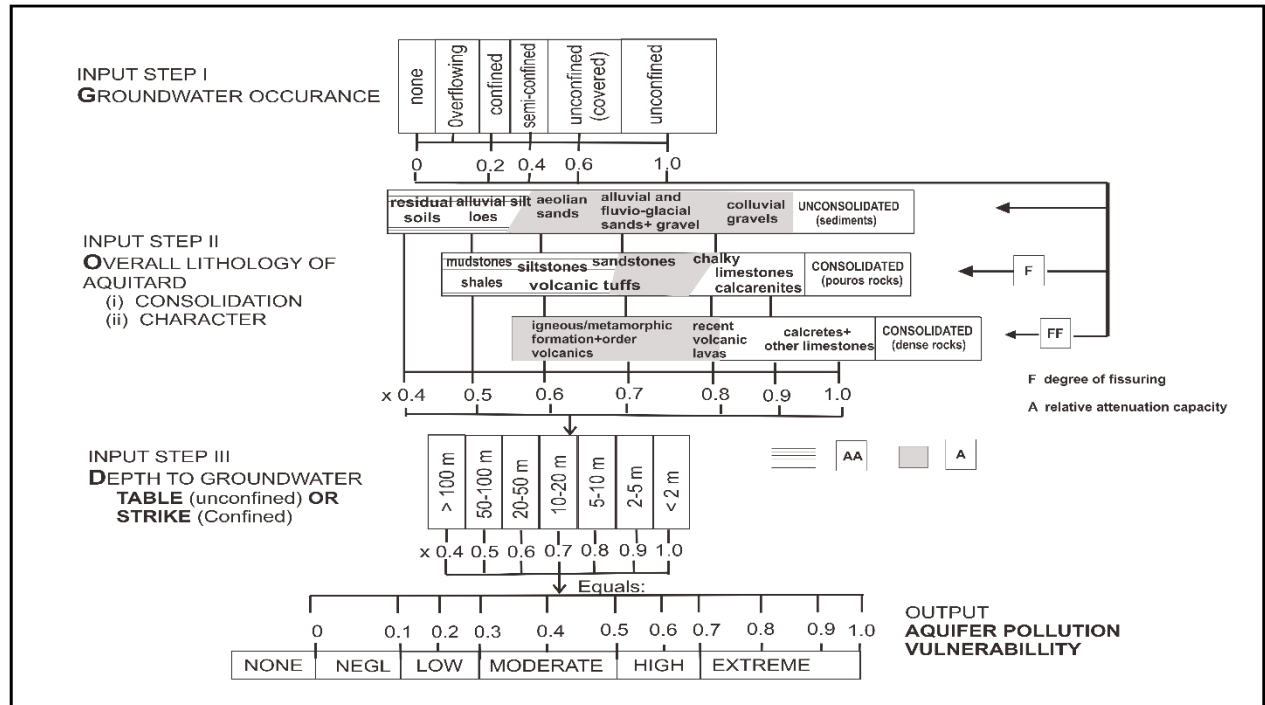 INPUT STEP I
GROUNDWATER OCCURANCE
none
0verflowing
confined
semi-confined
unconfined
(covered)
unconfined
0 0.2 0.4 0.6 1.0
INPUT STEP II
OVERALL LITHOLOGY OF
AQUITARD
(i) CONSOLIDATION
(ii) CHARACTER
residual
soils
alluvial silt
loes
aeolian
sands
alluvial and
fluvio-glacial
sands+ gravel
colluvial
gravels
UNCONSOLIDATED
(sediments)
mudstones
shales
siltstones
sandstones
volcanic tuffs
chalky
limestones
calcarenites
CONSOLIDATED
(pouros rocks)
F
igneous/metamorphic
formation+order
volcanics
recent
volcanic
lavas
calcretes+
other limestones
CONSOLIDATED
(dense rocks)
FF
x 0.4 0.5 0.6 0.7 0.8 0.9 1.0
F degree of fissuring
A relative attenuation capacity
AA
A
INPUT STEP III
DEPTH TO GROUNDWATER
TABLE (unconfined) OR
STRIKE (Confined)
> 100 m
50-100 m
20-50 m
10-20 m
5-10 m
2-5 m
< 2 m
x 0.4 0.5 0.6 0.7 0.8 0.9 1.0
Equals:
0 0.1 0.2 0.3 0.4 0.5 0.6 0.7 0.8 0.9 1.0
NONE NEGL LOW MODERATE HIGH EXTREME
OUTPUT
AQUIFER POLLUTION
VULNERABILLITY